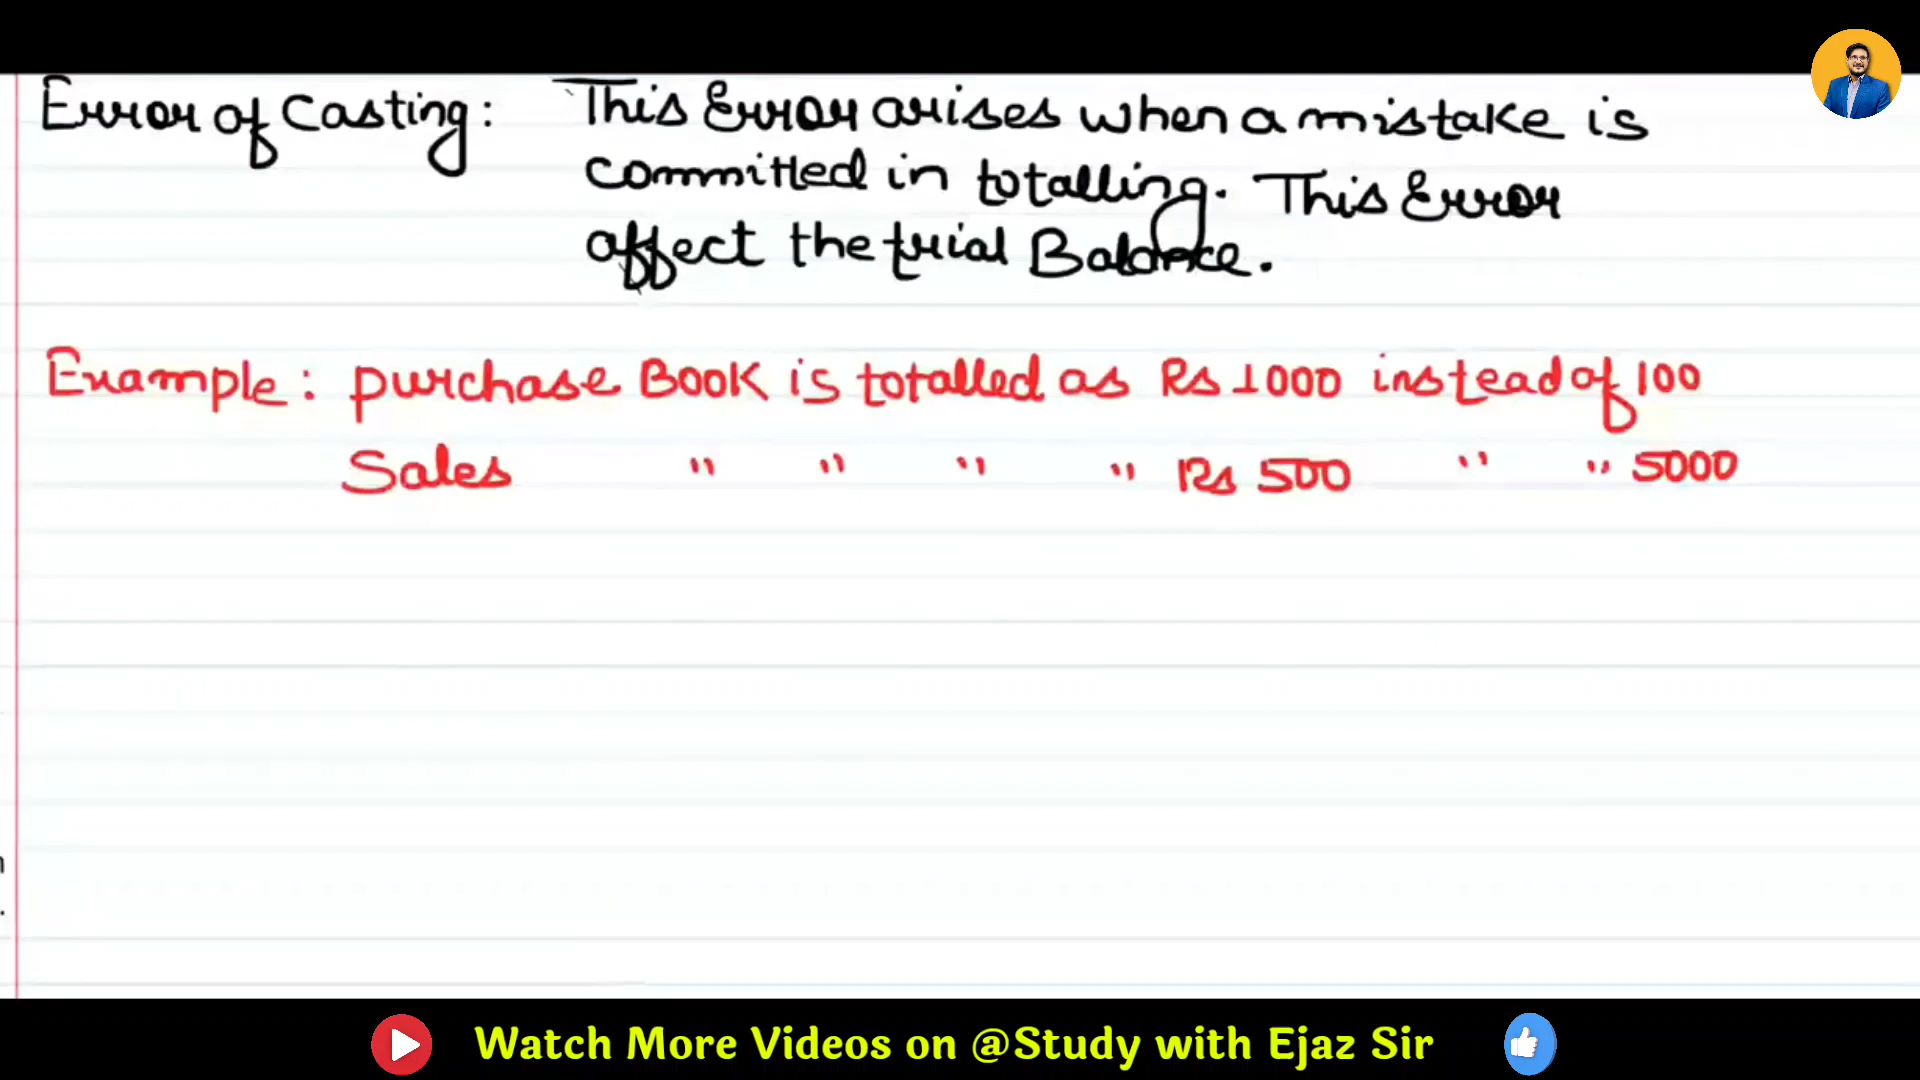 Error of Casting: This Error arises when a mistake is
committed in totalling. This Error
affect the trial Balance.
Example: purchase Book is totalled as Rs 1000 instead of 100
Sales " " " " Rs 500 " " 5000
Watch More Videos on @Study with Ejaz Sir